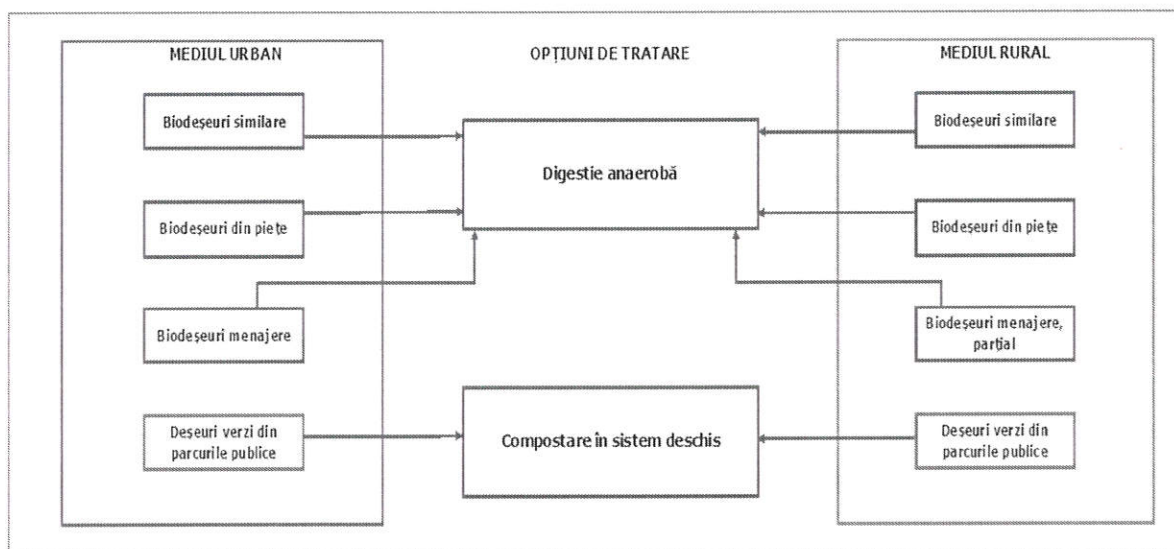 MEDIUL URBAN
Biodeșeuri similare
Biodeșeuri din piețe
Biodeșeuri menajere
Deșeuri verzi din
parcurile publice
OPȚIUNI DE TRATARE
Digestie anaerobă
Compostare în sistem deschis
MEDIUL RURAL
Biodeșeuri similare
Biodeșeuri din piețe
Biodeșeuri menajere,
parțial
Deșeuri verzi din
parcurile publice